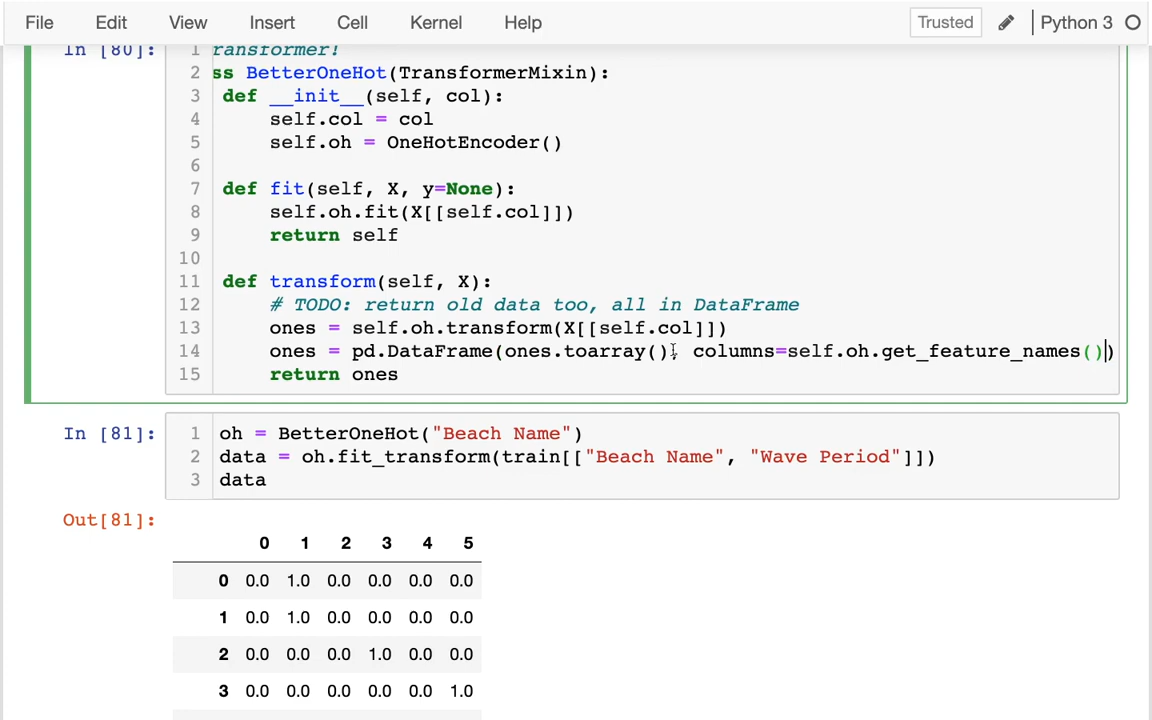 File Edit View Insert Cell Kernel Help Trusted Python 3
In [80]: 1 ransformer!
2 ss BetterOneHot(TransformerMixin):
3 def __init__(self, col):
4 self.col = col
5 self.oh = OneHotEncoder()
6
7 def fit(self, X, y=None):
8 self.oh.fit(X[[self.col]])
9 return self
10
11 def transform(self, X):
12 # TODO: return old data too, all in DataFrame
13 ones = self.oh.transform(X[[self.col]])
14 ones = pd.DataFrame(ones.toarray(), columns=self.oh.get_feature_names())
15 return ones
In [81]: 1 oh = BetterOneHot("Beach Name")
2 data = oh.fit_transform(train[["Beach Name", "Wave Period"]])
3 data
Out[81]:
0 1 2 3 4 5
0 0.0 1.0 0.0 0.0 0.0 0.0
1 0.0 1.0 0.0 0.0 0.0 0.0
2 0.0 0.0 0.0 1.0 0.0 0.0
3 0.0 0.0 0.0 0.0 0.0 1.0